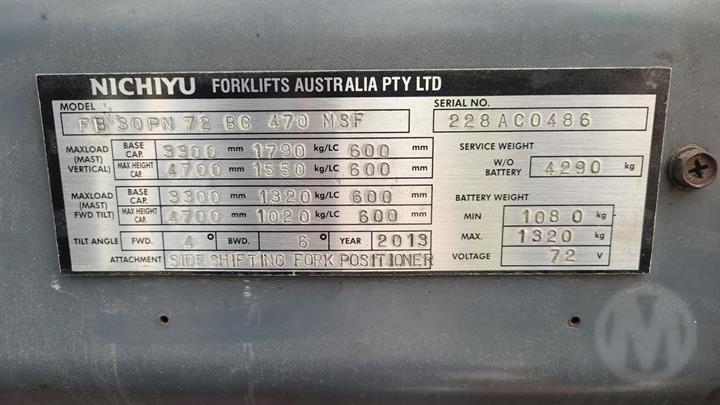 NICHIYU FORKLIFTS AUSTRALIA PTY LTD
MODEL
FB 30PN 72 BC 470 MSF
SERIAL NO.
228AC0486
MAXLOAD (MAST) VERTICAL)
BASE CAP. 3300 mm 1790 kg/LC 600 mm
MAX HEIGHT CAP. 4700 mm 1550 kg/LC 600 mm
MAXLOAD (MAST) FWD TILT)
BASE CAP. 3300 mm 1320 kg/LC 600 mm
MAX HEIGHT CAP. 4700 mm 1020 kg/LC 600 mm
TILT ANGLE FWD. 4° BWD. 6° YEAR 2013
ATTACHMENT SIDE SHIFTING FORK POSITIONER
SERVICE WEIGHT
W/O BATTERY 4290 kg
BATTERY WEIGHT
MIN 108 0 kg
MAX. 1320 kg
VOLTAGE 72 V
M